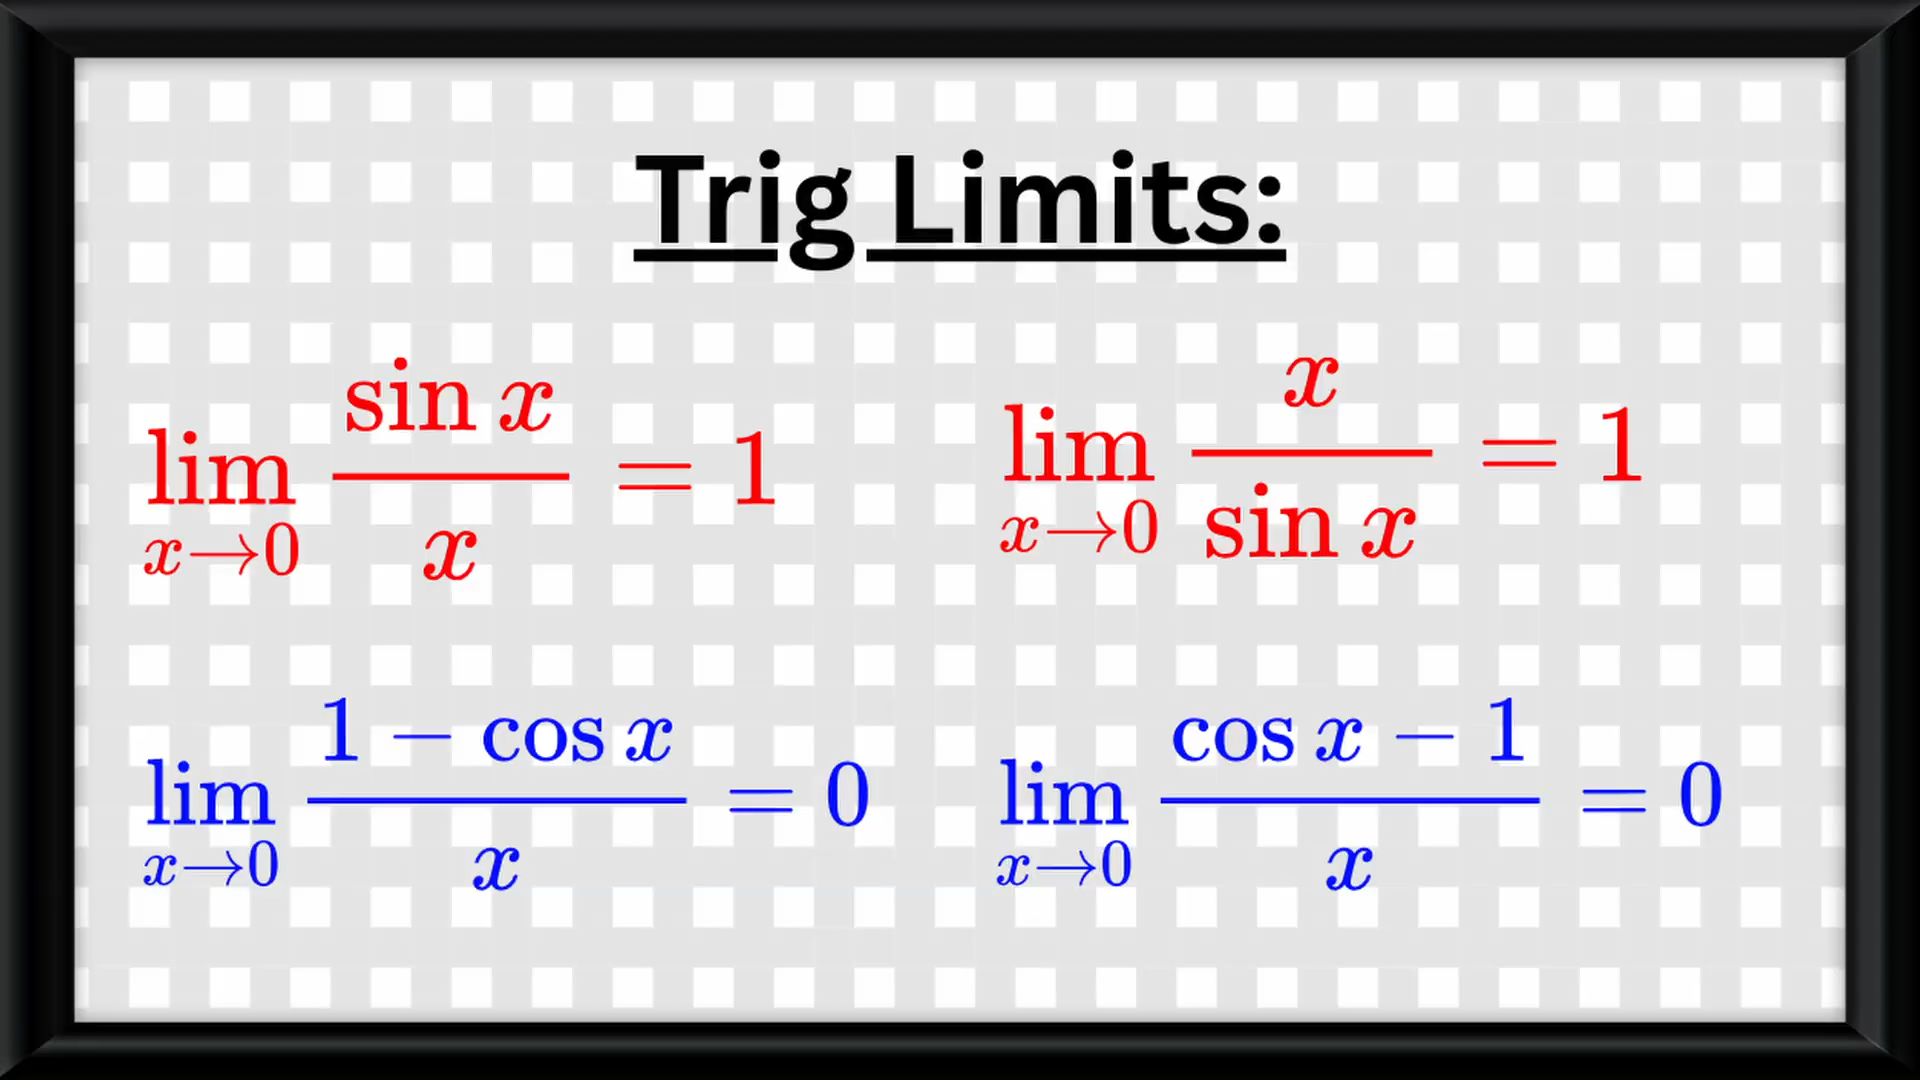 Trig Limits:
lim x→0 sin x / x = 1
lim x→0 x / sin x = 1
lim x→0 1 − cos x / x = 0
lim x→0 cos x − 1 / x = 0